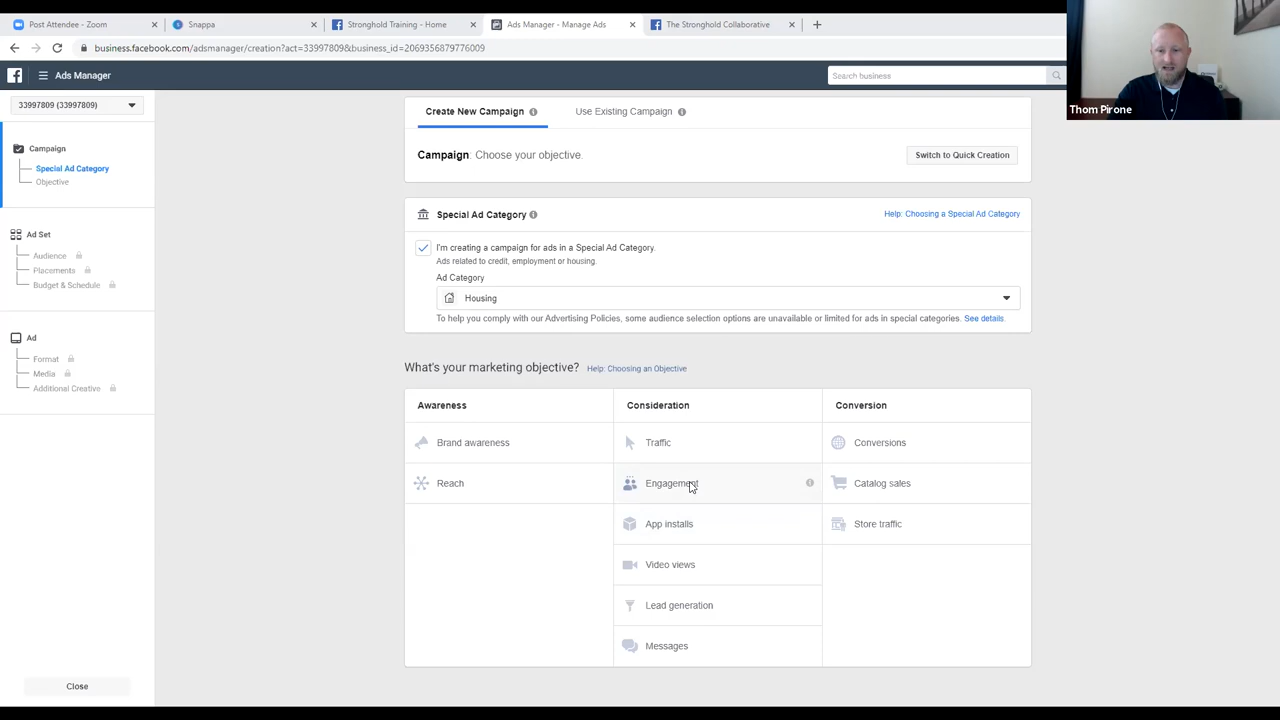 Post Attendee - Zoom
Snappa
Stronghold Training - Home
Ads Manager - Manage Ads
The Stronghold Collaborative
business.facebook.com/adsmanager/creation?act=33997809&business_id=2069356879776009
Ads Manager
Search business
Thom Pirone
33997809 (33997809)
Campaign
Special Ad Category
Objective
Ad Set
Audience
Placements
Budget & Schedule
Ad
Format
Media
Additional Creative
Close
Create New Campaign
Use Existing Campaign
Campaign: Choose your objective.
Switch to Quick Creation
Special Ad Category
Help: Choosing a Special Ad Category
I'm creating a campaign for ads in a Special Ad Category.
Ads related to credit, employment or housing.
Ad Category
Housing
To help you comply with our Advertising Policies, some audience selection options are unavailable or limited for ads in special categories. See details.
What's your marketing objective? Help: Choosing an Objective
Awareness
Consideration
Conversion
Brand awareness
Traffic
Conversions
Reach
Engagement
Catalog sales
App installs
Store traffic
Video views
Lead generation
Messages